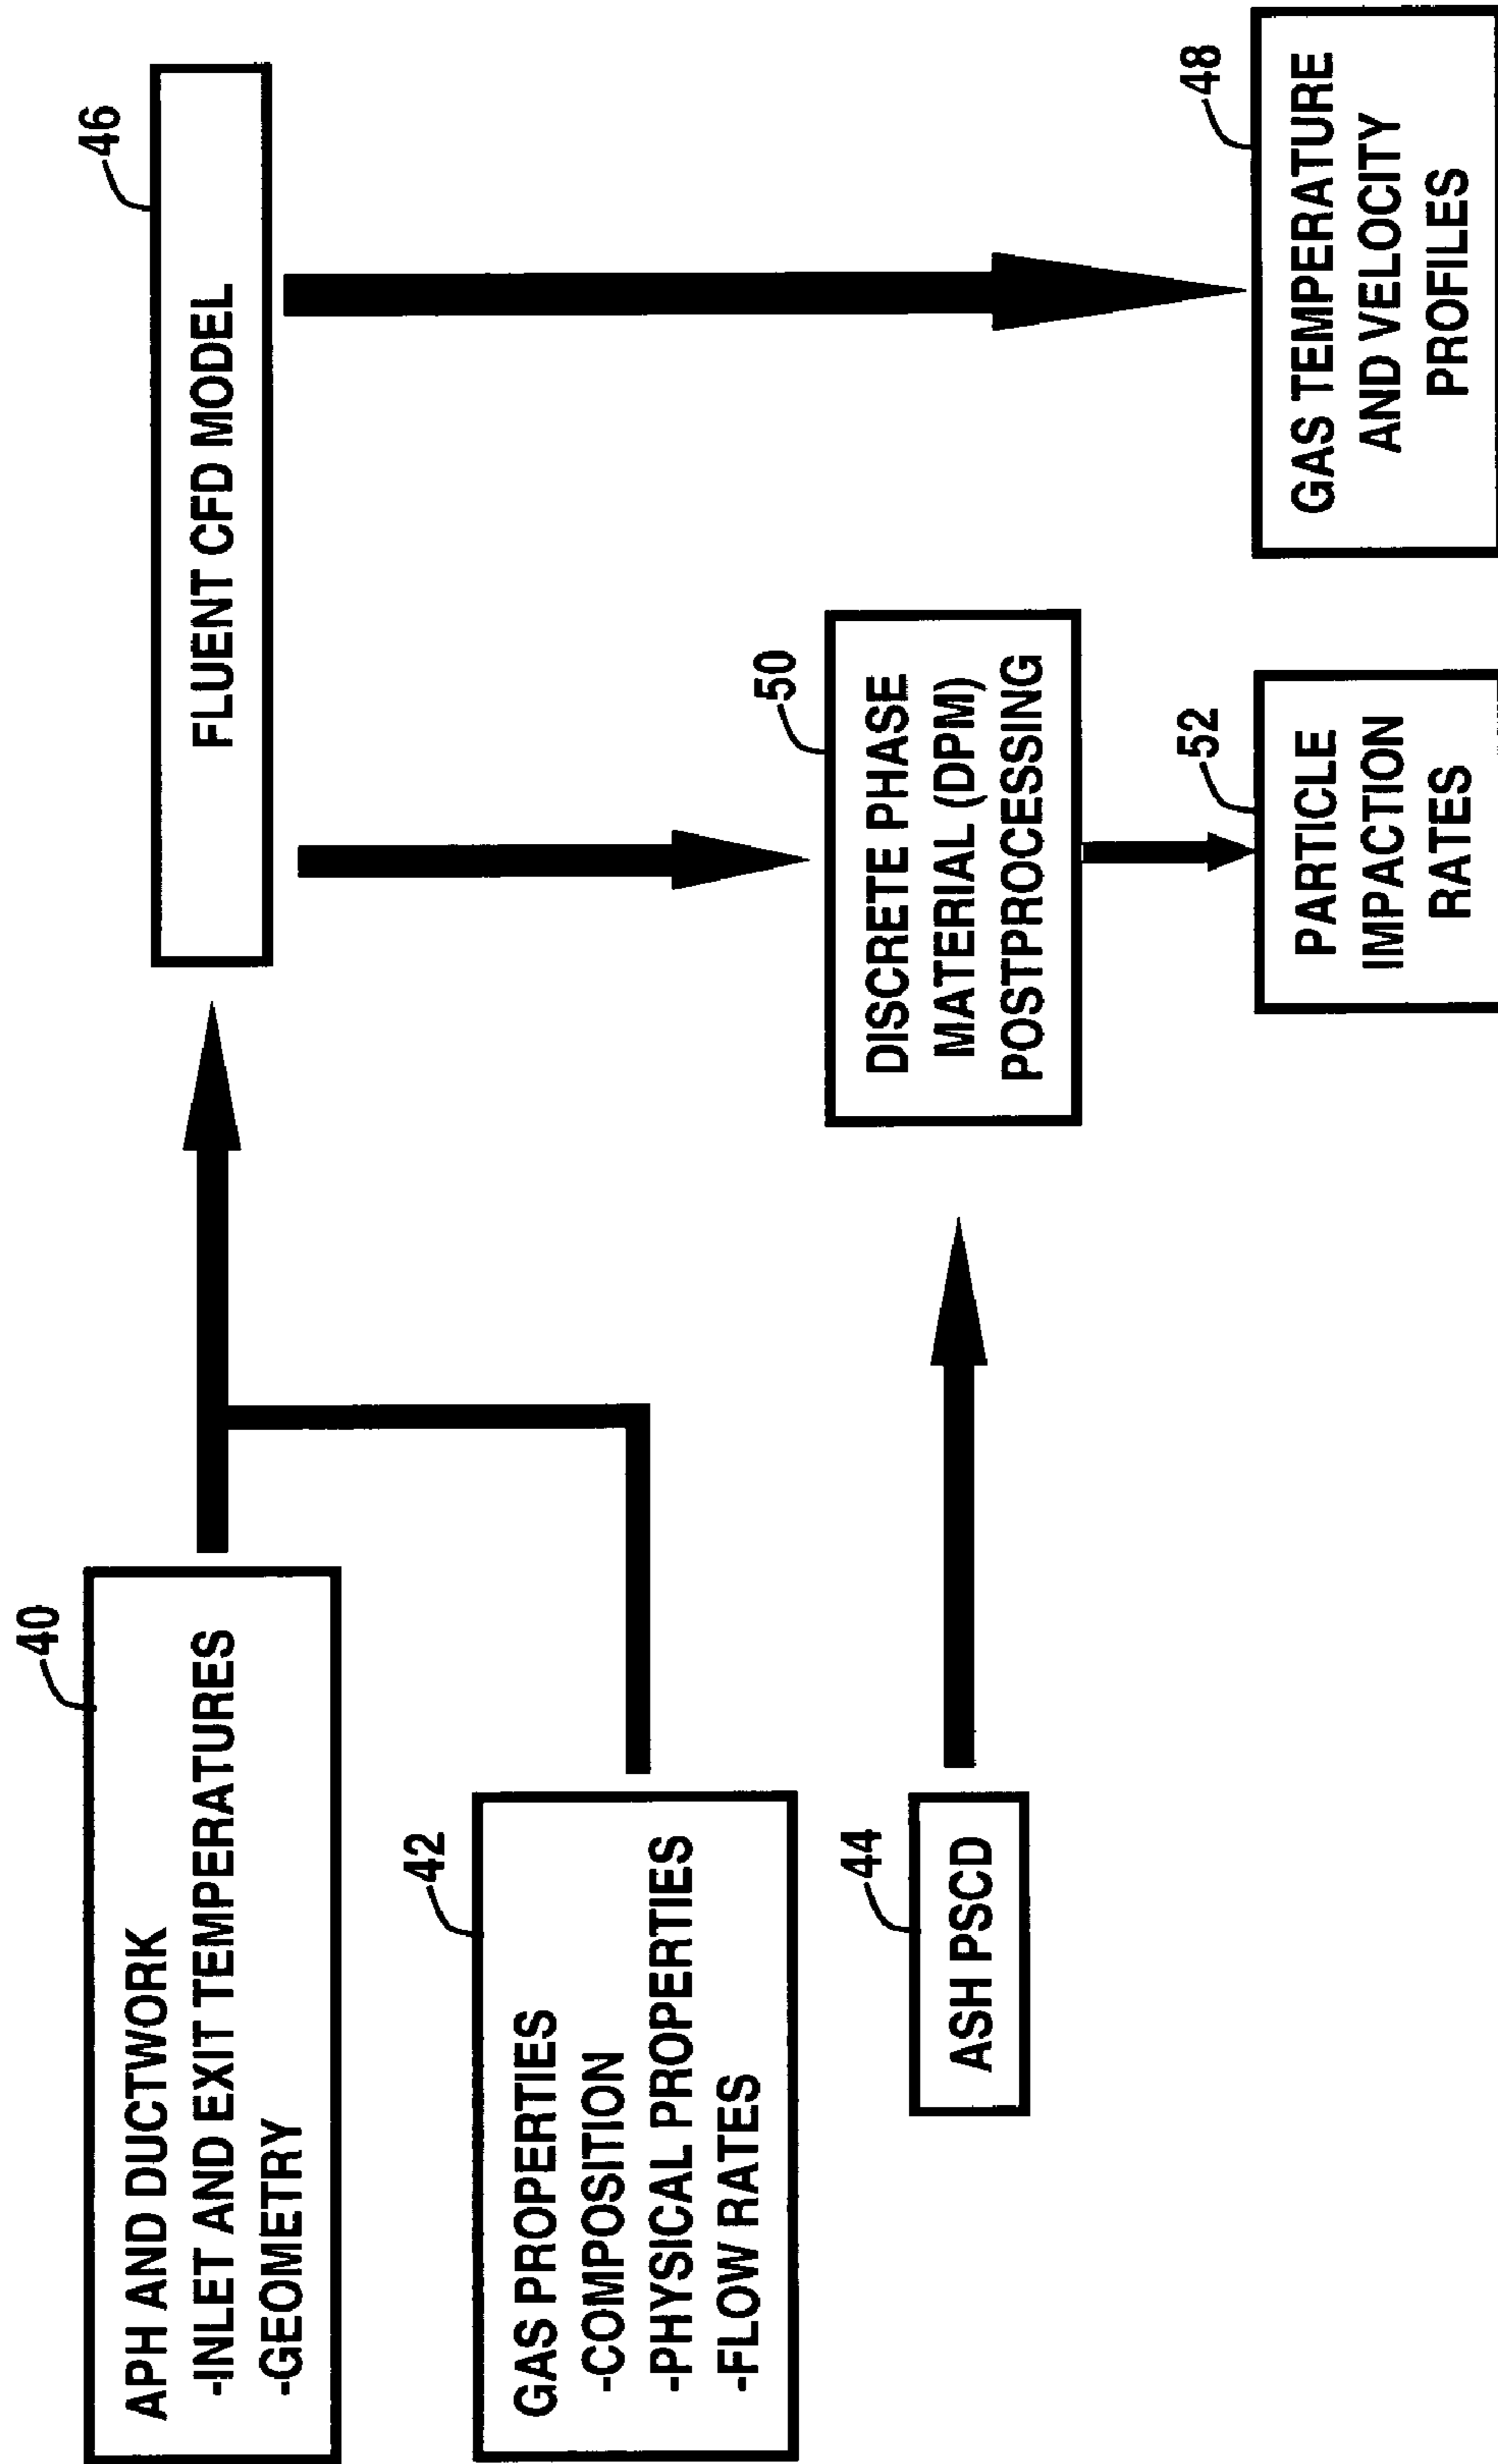 40
APH AND DUCTWORK
-INLET AND EXIT TEMPERATURES
-GEOMETRY
46
FLUENT CFD MODEL
42
GAS PROPERTIES
-COMPOSITION
-PHYSICAL PROPERTIES
-FLOW RATES
44
ASH PSCD
50
DISCRETE PHASE
MATERIAL (DPM)
POSTPROCESSING
52
PARTICLE
IMPACTION
RATES
48
GAS TEMPERATURE
AND VELOCITY
PROFILES